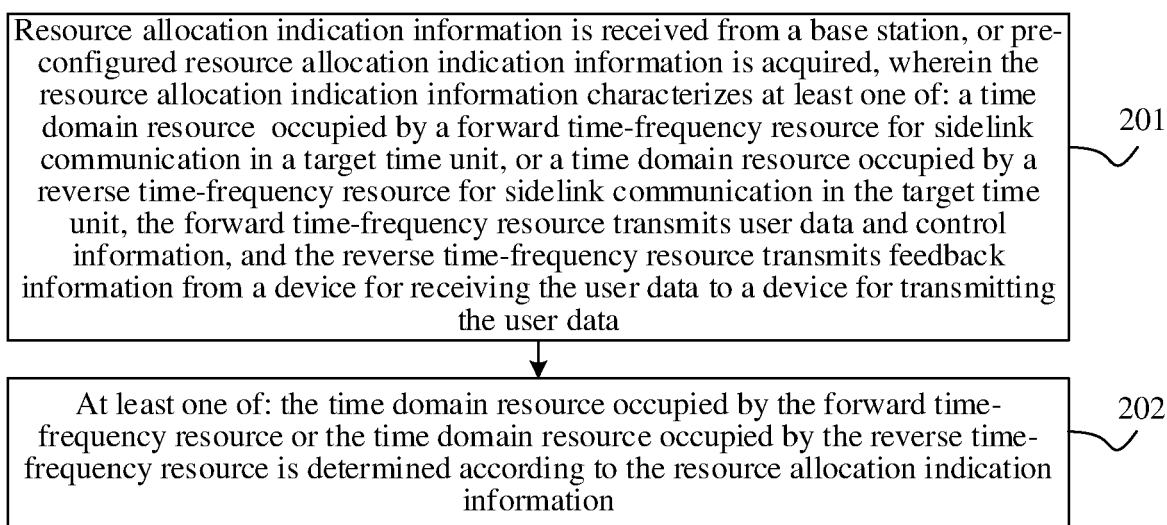 Resource allocation indication information is received from a base station, or pre-
configured resource allocation indication information is acquired, wherein the
resource allocation indication information characterizes at least one of: a time
domain resource occupied by a forward time-frequency resource for sidelink
communication in a target time unit, or a time domain resource occupied by a
reverse time-frequency resource for sidelink communication in the target time
unit, the forward time-frequency resource transmits user data and control
information, and the reverse time-frequency resource transmits feedback
information from a device for receiving the user data to a device for transmitting
the user data
201
At least one of: the time domain resource occupied by the forward time-
frequency resource or the time domain resource occupied by the reverse time-
frequency resource is determined according to the resource allocation indication
information
202